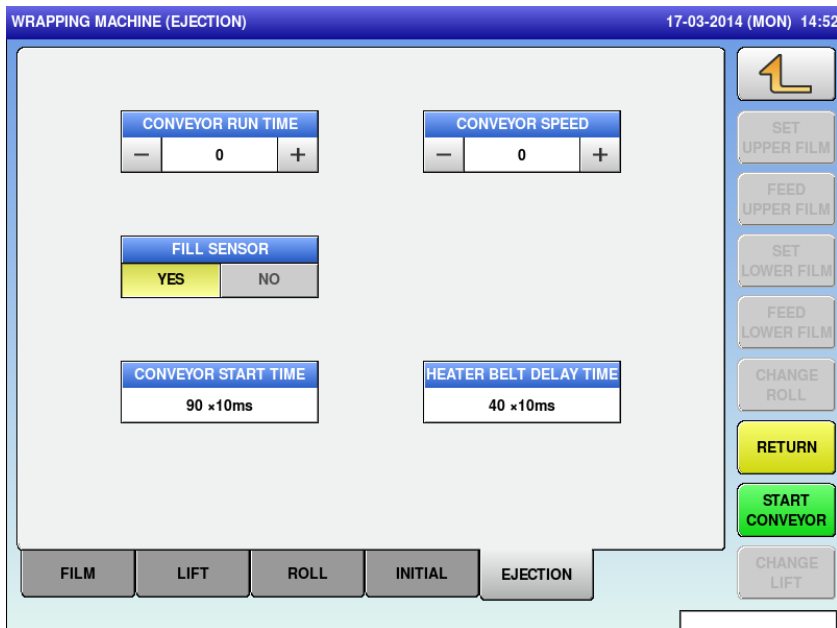 WRAPPING MACHINE (EJECTION)
17-03-2014 (MON) 14:52
CONVEYOR RUN TIME
− 0 +
CONVEYOR SPEED
− 0 +
FILL SENSOR
YES NO
CONVEYOR START TIME
90 ×10ms
HEATER BELT DELAY TIME
40 ×10ms
SET
UPPER FILM
FEED
UPPER FILM
SET
LOWER FILM
FEED
LOWER FILM
CHANGE
ROLL
RETURN
START
CONVEYOR
CHANGE
LIFT
FILM LIFT ROLL INITIAL EJECTION